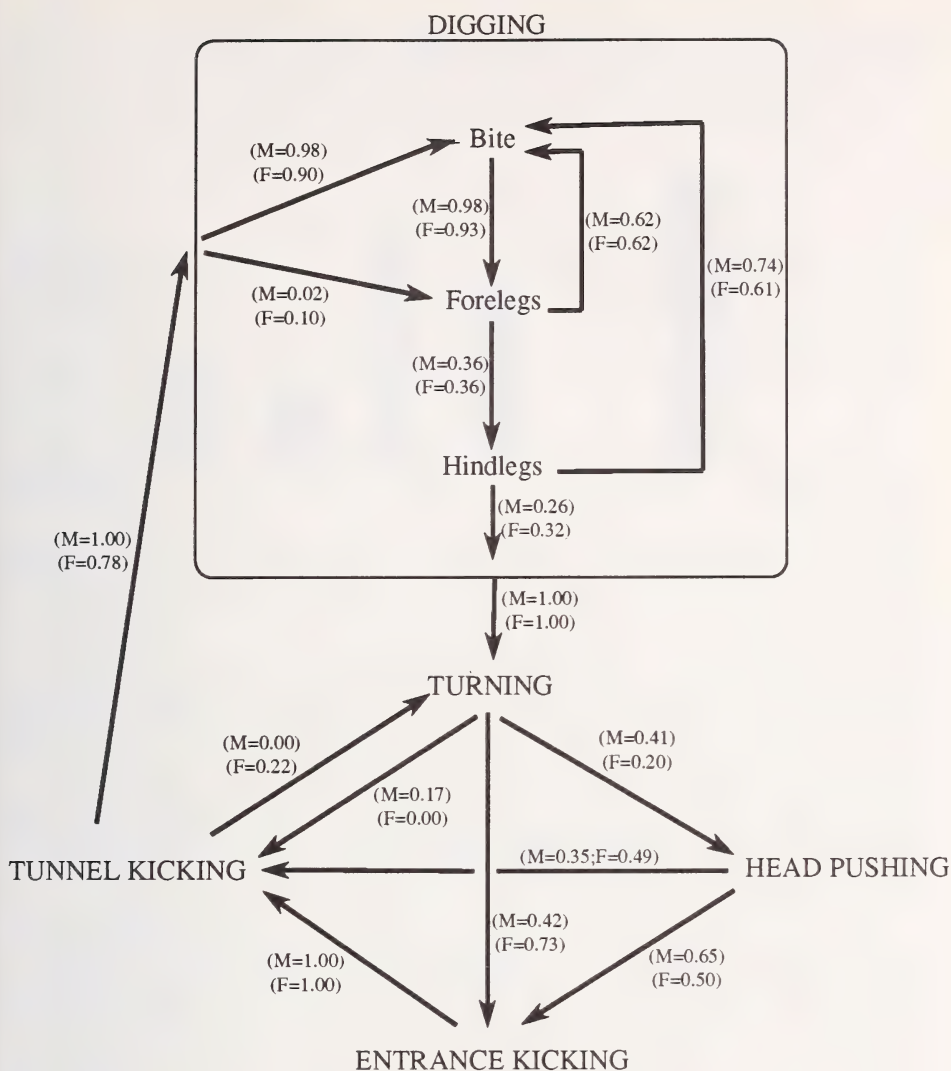 DIGGING
Bite
(M=0.98)
(F=0.90)
(M=0.98)
(F=0.93)
(M=0.62)
(F=0.62)
(M=0.74)
(F=0.61)
(M=0.02)
(F=0.10)
Forelegs
(M=0.36)
(F=0.36)
Hindlegs
(M=0.26)
(F=0.32)
(M=1.00)
(F=0.78)
(M=1.00)
(F=1.00)
TURNING
(M=0.00)
(F=0.22)
(M=0.41)
(F=0.20)
(M=0.17)
(F=0.00)
(M=0.35;F=0.49)
TUNNEL KICKING
HEAD PUSHING
(M=0.42)
(F=0.73)
(M=1.00)
(F=1.00)
(M=0.65)
(F=0.50)
ENTRANCE KICKING